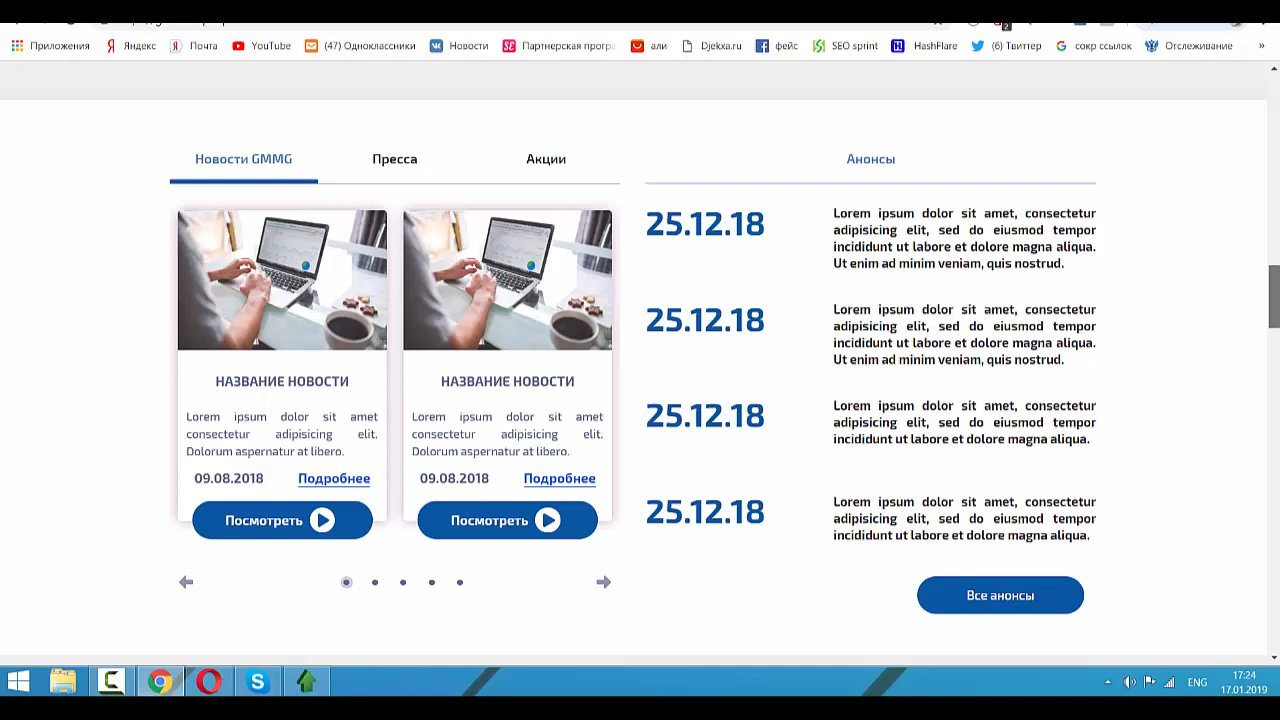 Приложения Яндекс Почта YouTube (47) Одноклассники Новости Партнерская програ али Djekxa.ru фейс SEO sprint HashFlare (6) Твиттер сокр ссылок Отслеживание »
Новости GMMG Пресса Акции
НАЗВАНИЕ НОВОСТИ
Lorem ipsum dolor sit amet
consectetur adipisicing elit.
Dolorum aspernatur at libero.
09.08.2018 Подробнее
Посмотреть
НАЗВАНИЕ НОВОСТИ
Lorem ipsum dolor sit amet
consectetur adipisicing elit.
Dolorum aspernatur at libero.
09.08.2018 Подробнее
Посмотреть
Анонсы
25.12.18
Lorem ipsum dolor sit amet, consectetur
adipisicing elit, sed do eiusmod tempor
incididunt ut labore et dolore magna aliqua.
Ut enim ad minim veniam, quis nostrud.
25.12.18
Lorem ipsum dolor sit amet, consectetur
adipisicing elit, sed do eiusmod tempor
incididunt ut labore et dolore magna aliqua.
Ut enim ad minim veniam, quis nostrud.
25.12.18
Lorem ipsum dolor sit amet, consectetur
adipisicing elit, sed do eiusmod tempor
incididunt ut labore et dolore magna aliqua.
25.12.18
Lorem ipsum dolor sit amet, consectetur
adipisicing elit, sed do eiusmod tempor
incididunt ut labore et dolore magna aliqua.
Все анонсы
ENG
17:24
17.01.2019